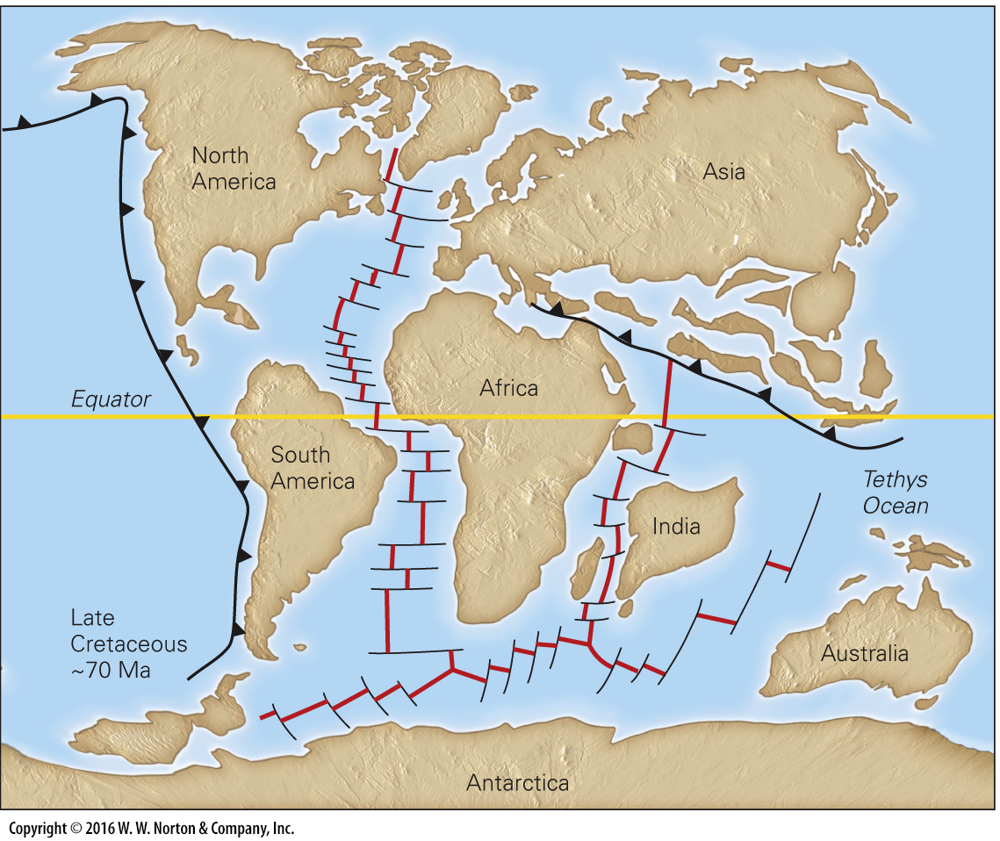 North
America
Asia
Equator
Africa
South
America
Tethys
Ocean
India
Late
Cretaceous
~70 Ma
Australia
Antarctica
Copyright © 2016 W. W. Norton & Company, Inc.